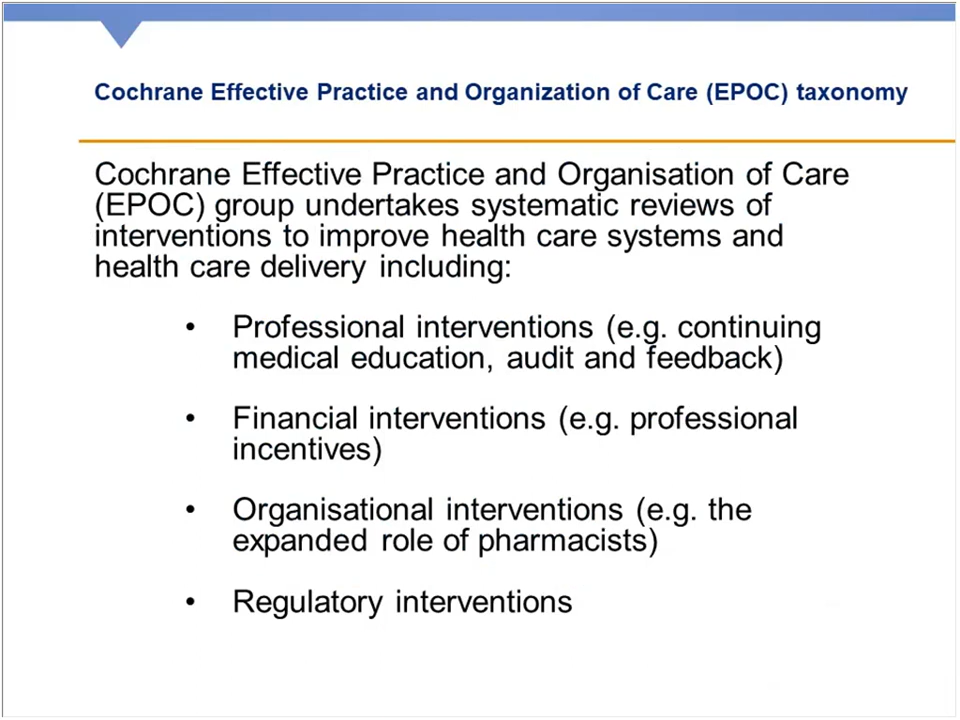 Cochrane Effective Practice and Organization of Care (EPOC) taxonomy
Cochrane Effective Practice and Organisation of Care
(EPOC) group undertakes systematic reviews of
interventions to improve health care systems and
health care delivery including:
• Professional interventions (e.g. continuing
medical education, audit and feedback)
• Financial interventions (e.g. professional
incentives)
• Organisational interventions (e.g. the
expanded role of pharmacists)
• Regulatory interventions